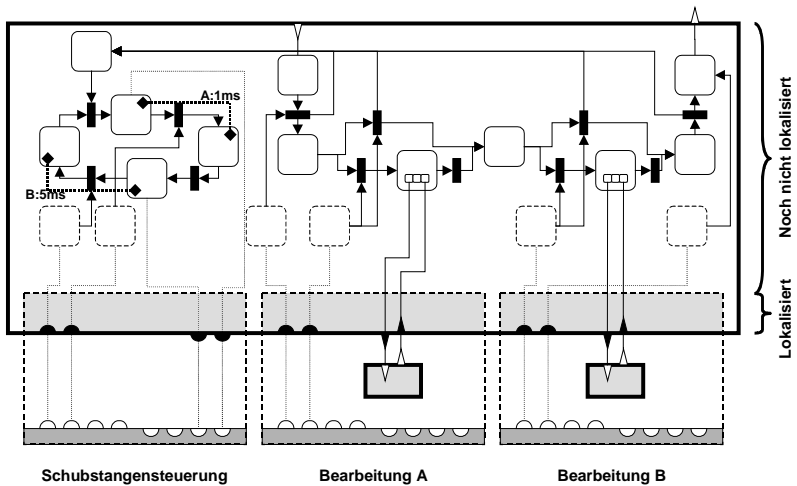 A:1ms
B:5ms
Noch nicht lokalisiert
Lokalisiert
Schubstangensteuerung
Bearbeitung A
Bearbeitung B